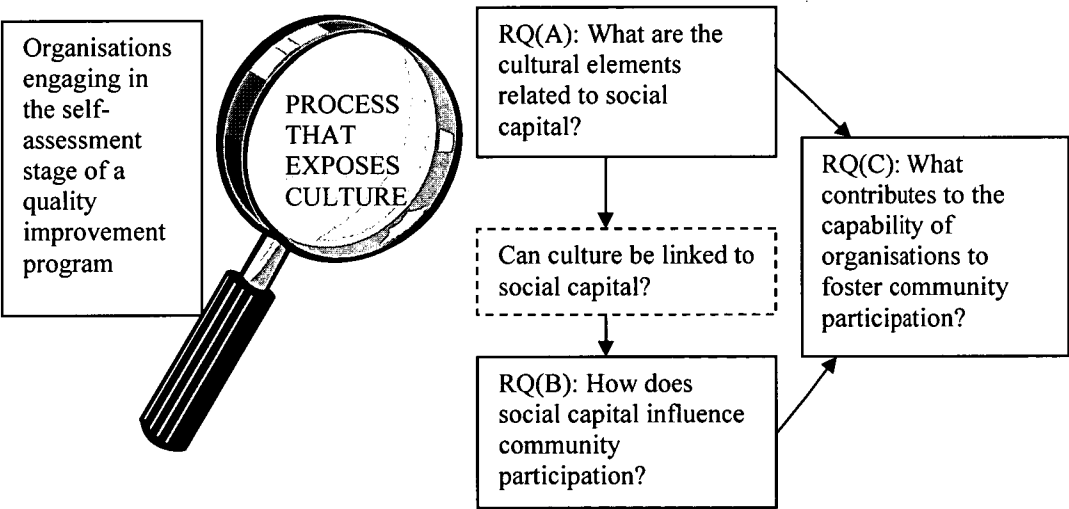 Organisations
engaging in
the self-
assessment
stage of a
quality
improvement
program
PROCESS
THAT
EXPOSES
CULTURE
RQ(A): What are the
cultural elements
related to social
capital?
Can culture be linked to
social capital?
RQ(B): How does
social capital influence
community
participation?
RQ(C): What
contributes to the
capability of
organisations to
foster community
participation?